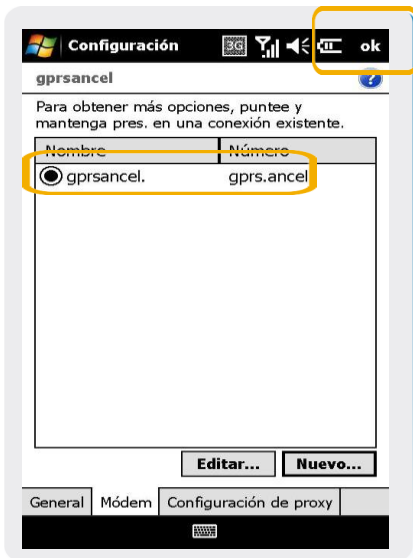 Configuración 3G ok
gprsancel ?
Para obtener más opciones, puntee y
mantenga pres. en una conexión existente.
Nombre Número
gprsancel. gprs.ancel
Editar... Nuevo...
General Módem Configuración de proxy